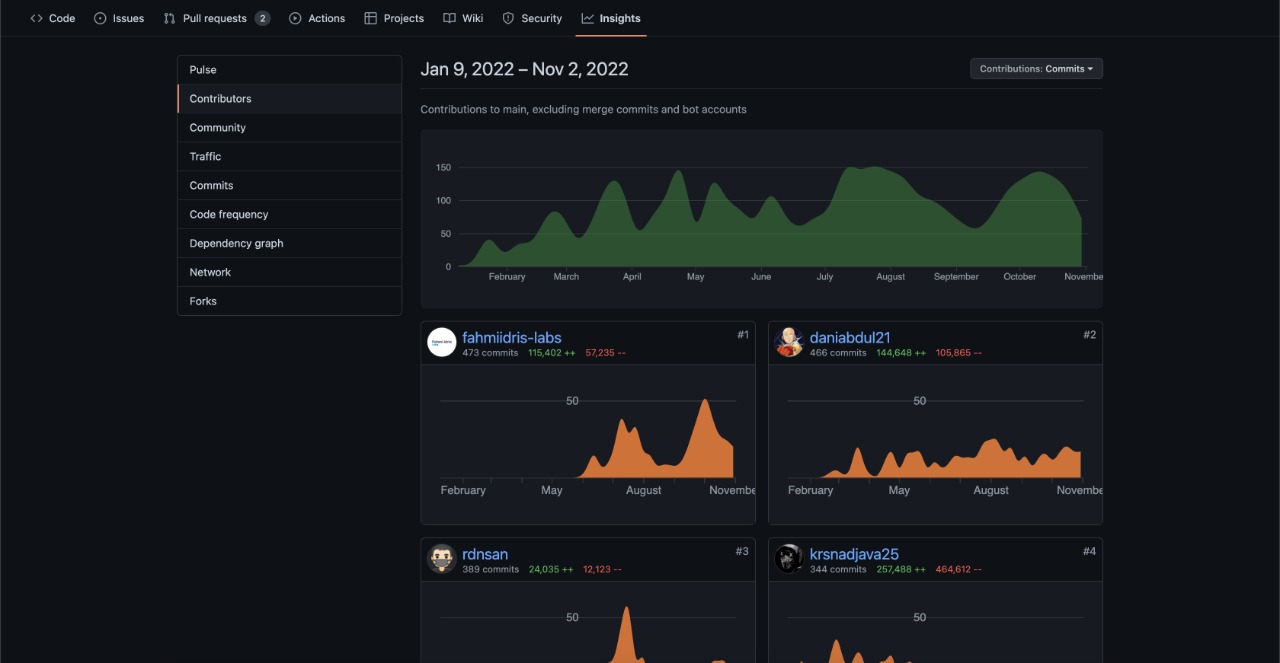 Code Issues Pull requests 2 Actions Projects Wiki Security Insights
Pulse
Contributors
Community
Traffic
Commits
Code frequency
Dependency graph
Network
Forks
Jan 9, 2022 – Nov 2, 2022
Contributions: Commits
Contributions to main, excluding merge commits and bot accounts
150
100
50
0
February March April May June July August September October Novembe
fahmiidris-labs #1
473 commits 115,402 ++ 57,235 --
50
February May August Novembe
daniabdul21 #2
466 commits 144,648 ++ 105,865 --
50
February May August Novembe
rdnsan #3
389 commits 24,035 ++ 12,123 --
50
krsnadjava25 #4
344 commits 257,488 ++ 464,612 --
50